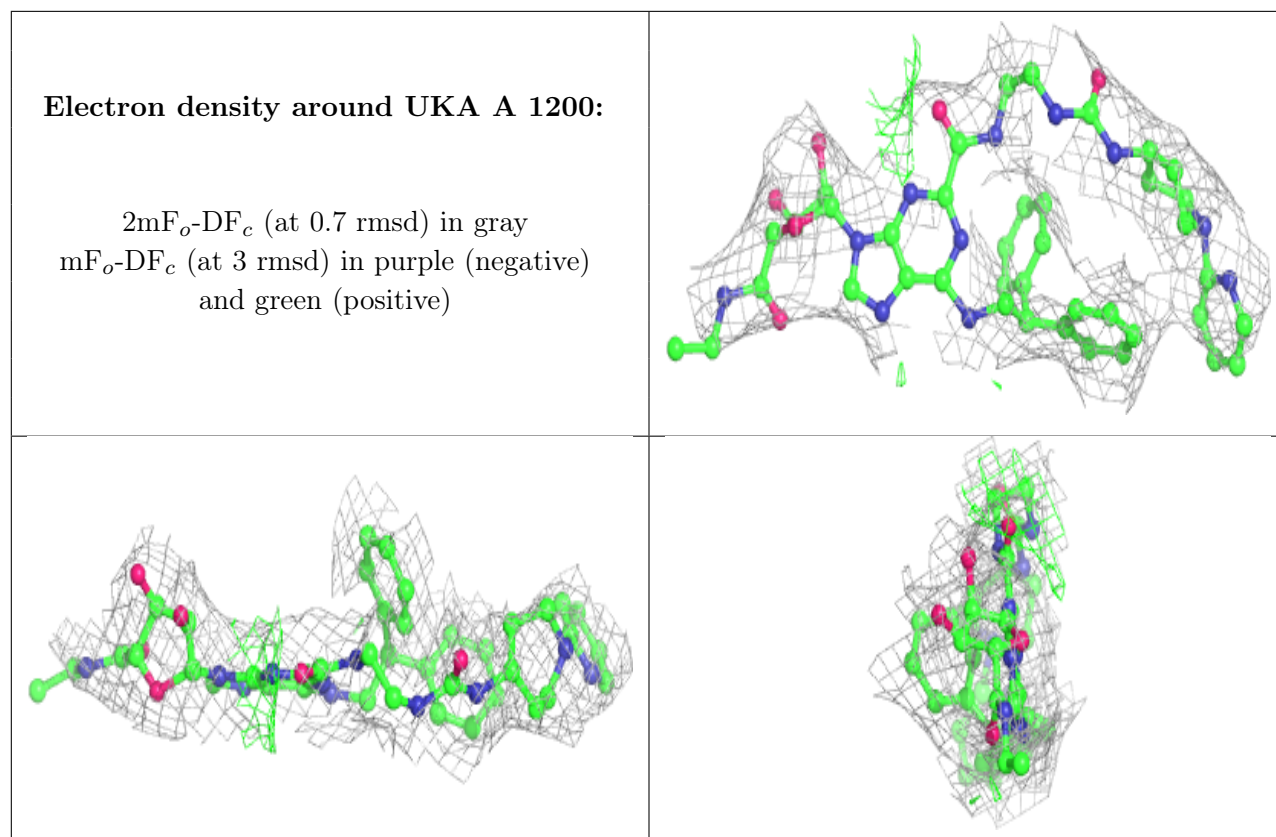 Electron density around UKA A 1200:
2mFo-DFc (at 0.7 rmsd) in gray
mFo-DFc (at 3 rmsd) in purple (negative)
and green (positive)